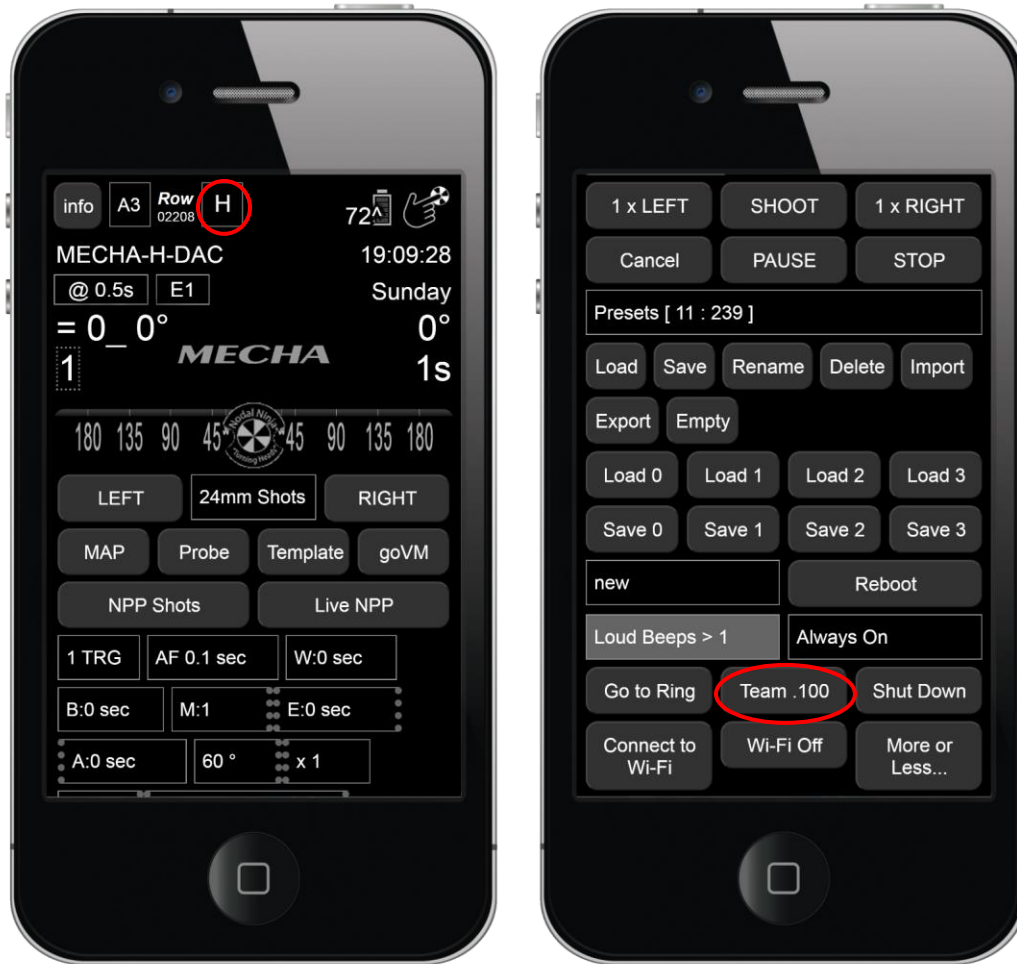 info A3 Row 02208 H 72^
MECHA-H-DAC 19:09:28
@ 0.5s E1 Sunday
= 0_ 0° 0°
1 MECHA 1s
Nodal Ninja
"Turning Heads"
180 135 90 45 45 90 135 180
LEFT 24mm Shots RIGHT
MAP Probe Template goVM
NPP Shots Live NPP
1 TRG AF 0.1 sec W:0 sec
B:0 sec M:1 E:0 sec
A:0 sec 60 ° x 1
1 x LEFT SHOOT 1 x RIGHT
Cancel PAUSE STOP
Presets [ 11 : 239 ]
Load Save Rename Delete Import
Export Empty
Load 0 Load 1 Load 2 Load 3
Save 0 Save 1 Save 2 Save 3
new Reboot
Loud Beeps > 1 Always On
Go to Ring Team .100 Shut Down
Connect to Wi-Fi Wi-Fi Off More or Less...